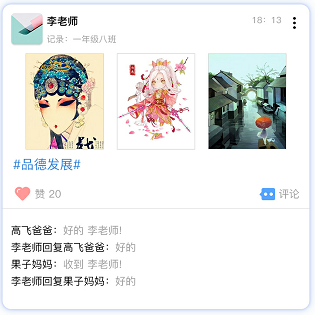 李老师
18：13
记录：一年级八班
戏
#品德发展#
赞 20
评论
高飞爸爸：好的 李老师!
李老师回复高飞爸爸：好的
果子妈妈：收到 李老师!
李老师回复果子妈妈：好的